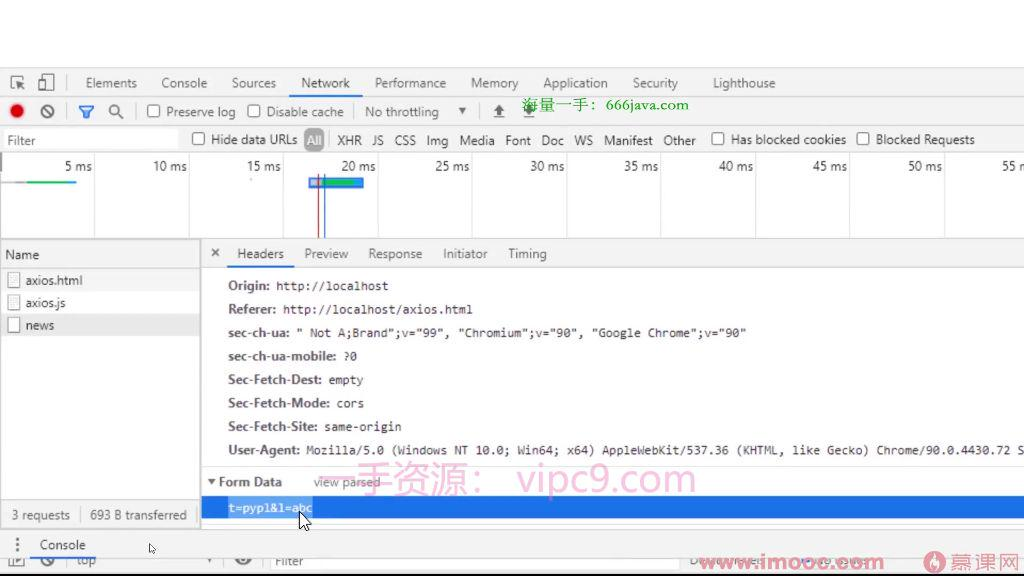 Elements Console Sources Network Performance Memory Application Security Lighthouse
Preserve log Disable cache No throttling
海量一手：666java.com
Filter Hide data URLs All XHR JS CSS Img Media Font Doc WS Manifest Other Has blocked cookies Blocked Requests
5 ms 10 ms 15 ms 20 ms 25 ms 30 ms 35 ms 40 ms 45 ms 50 ms 55
Name × Headers Preview Response Initiator Timing
axios.html
axios.js
news
Origin: http://localhost
Referer: http://localhost/axios.html
sec-ch-ua: " Not A;Brand";v="99", "Chromium";v="90", "Google Chrome";v="90"
sec-ch-ua-mobile: ?0
Sec-Fetch-Dest: empty
Sec-Fetch-Mode: cors
Sec-Fetch-Site: same-origin
User-Agent: Mozilla/5.0 (Windows NT 10.0; Win64; x64) AppleWebKit/537.36 (KHTML, like Gecko) Chrome/90.0.4430.72 S
Form Data view parsed
一手资源： vipc9.com
t=pypl&l=abc
3 requests 693 B transferred
Console
top Filter
www.imooc.com 慕课网